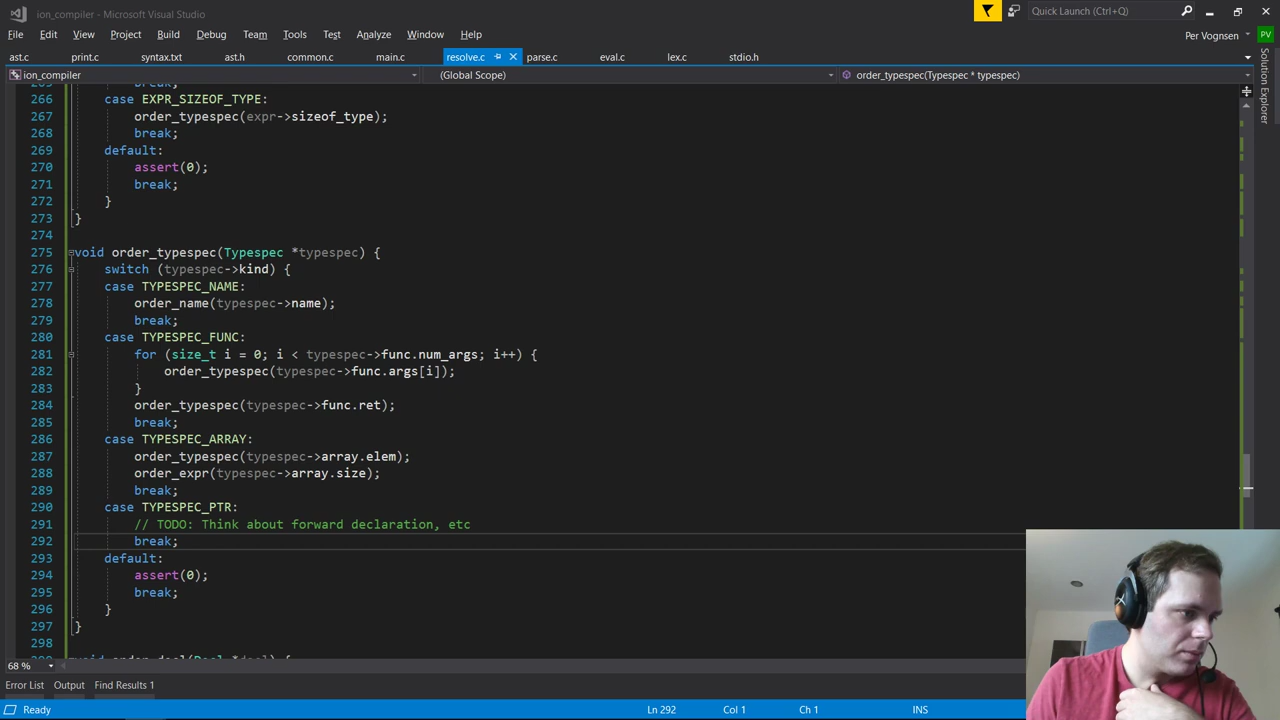 ion_compiler - Microsoft Visual Studio
Quick Launch (Ctrl+Q)
File Edit View Project Build Debug Team Tools Test Analyze Window Help
Per Vognsen PV
ast.c print.c syntax.txt ast.h common.c main.c resolve.c parse.c eval.c lex.c stdio.h
Solution Explorer
ion_compiler (Global Scope) order_typespec(Typespec * typespec)
266 case EXPR_SIZEOF_TYPE:
267 order_typespec(expr->sizeof_type);
268 break;
269 default:
270 assert(0);
271 break;
272 }
273 }
274
275 void order_typespec(Typespec *typespec) {
276 switch (typespec->kind) {
277 case TYPESPEC_NAME:
278 order_name(typespec->name);
279 break;
280 case TYPESPEC_FUNC:
281 for (size_t i = 0; i < typespec->func.num_args; i++) {
282 order_typespec(typespec->func.args[i]);
283 }
284 order_typespec(typespec->func.ret);
285 break;
286 case TYPESPEC_ARRAY:
287 order_typespec(typespec->array.elem);
288 order_expr(typespec->array.size);
289 break;
290 case TYPESPEC_PTR:
291 // TODO: Think about forward declaration, etc
292 break;
293 default:
294 assert(0);
295 break;
296 }
297 }
298
68 %
Error List Output Find Results 1
Ready Ln 292 Col 1 Ch 1 INS